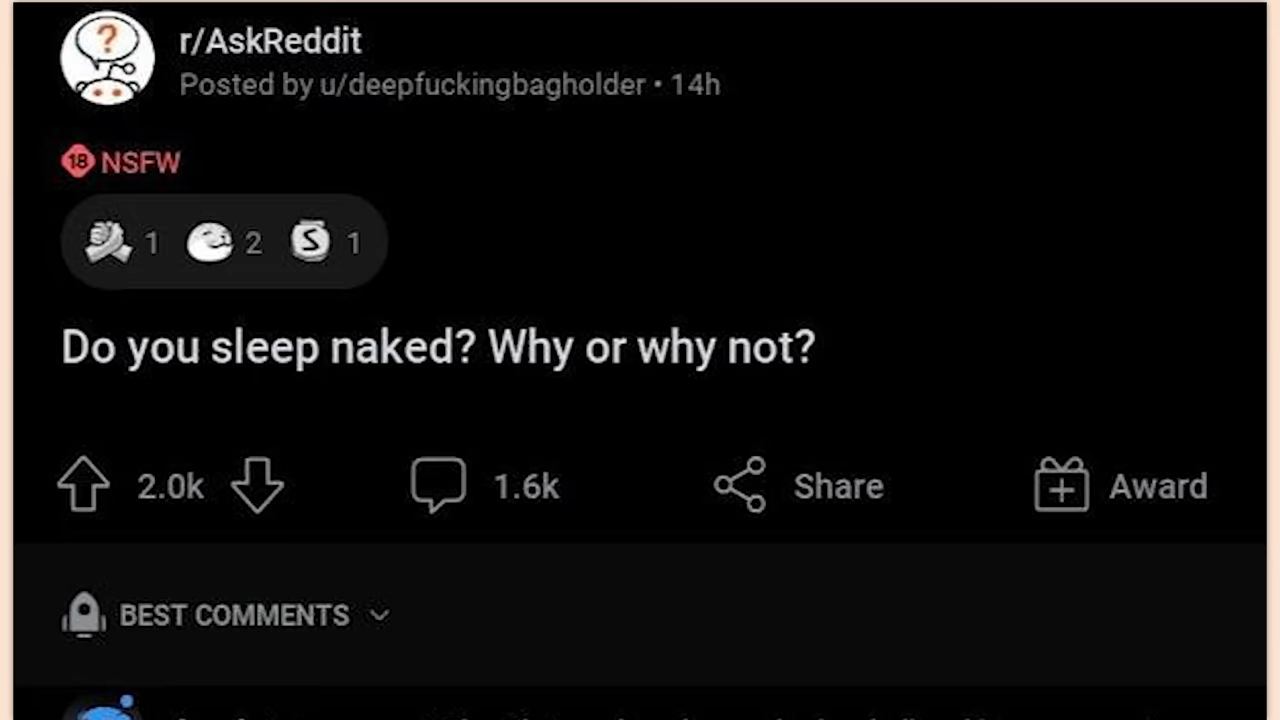 r/AskReddit
Posted by u/deepfuckingbagholder • 14h
18 NSFW
1 2 S 1
Do you sleep naked? Why or why not?
2.0k 1.6k Share Award
BEST COMMENTS